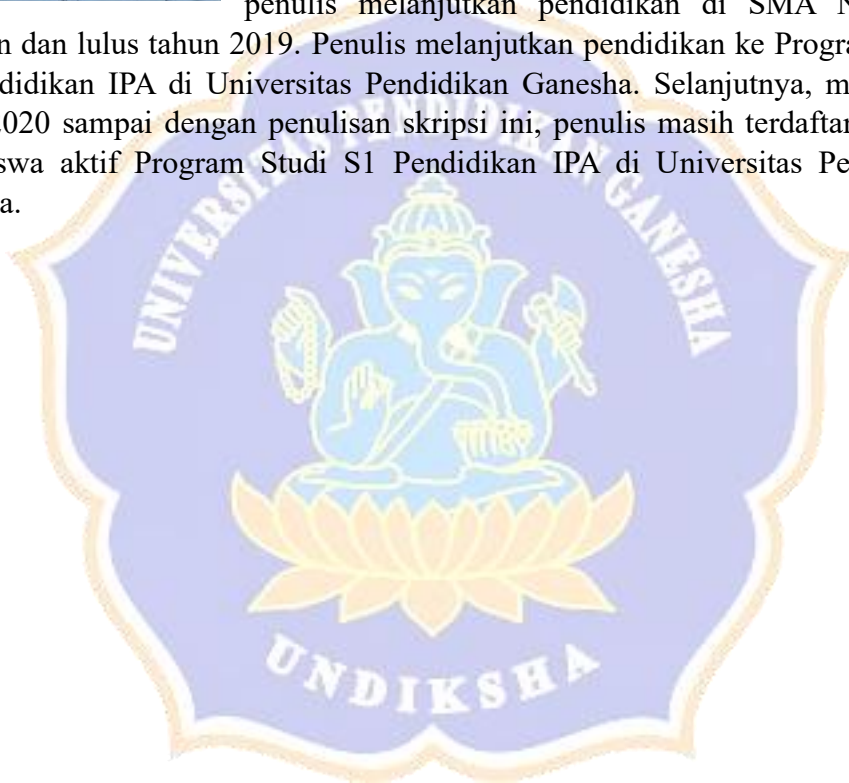 penulis melanjutkan pendidikan di SMA N
n dan lulus tahun 2019. Penulis melanjutkan pendidikan ke Progra
didikan IPA di Universitas Pendidikan Ganesha. Selanjutnya, m
2020 sampai dengan penulisan skripsi ini, penulis masih terdaftar
swa aktif Program Studi S1 Pendidikan IPA di Universitas Pe
a.
UNIVERSITAS PENDIDIKAN GANESHA
UNDIKSHA